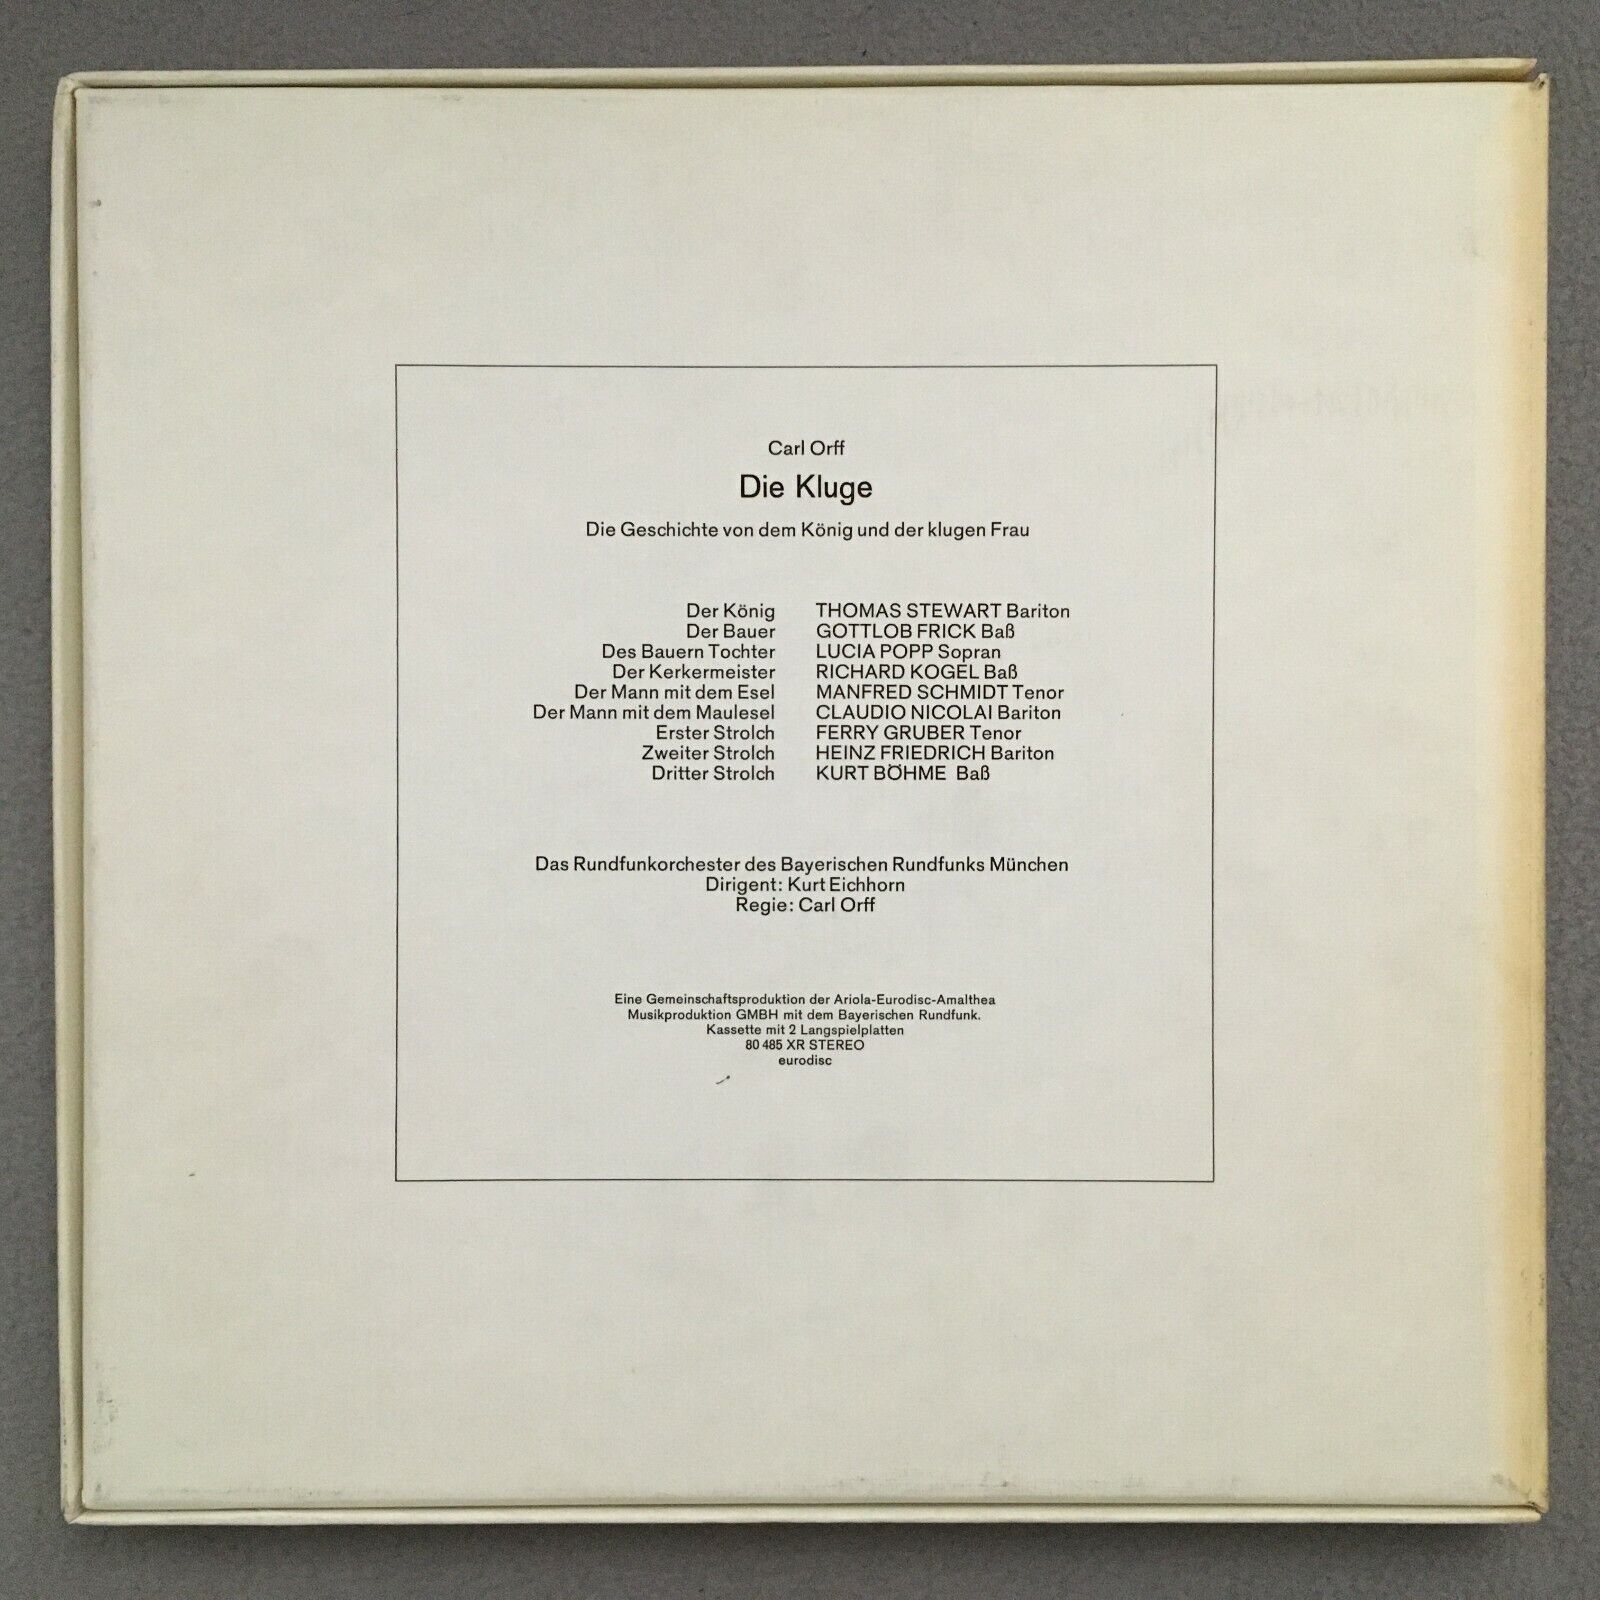 Carl Orff
Die Kluge
Die Geschichte von dem König und der klugen Frau
Der König THOMAS STEWART Bariton
Der Bauer GOTTLOB FRICK Baß
Des Bauern Tochter LUCIA POPP Sopran
Der Kerkermeister RICHARD KOGEL Baß
Der Mann mit dem Esel MANFRED SCHMIDT Tenor
Der Mann mit dem Maulesel CLAUDIO NICOLAI Bariton
Erster Strolch FERRY GRUBER Tenor
Zweiter Strolch HEINZ FRIEDRICH Bariton
Dritter Strolch KURT BÖHME Baß
Das Rundfunkorchester des Bayerischen Rundfunks München
Dirigent: Kurt Eichhorn
Regie: Carl Orff
Eine Gemeinschaftsproduktion der Ariola-Eurodisc-Amalthea
Musikproduktion GMBH mit dem Bayerischen Rundfunk.
Kassette mit 2 Langspielplatten
80 485 XR STEREO
eurodisc